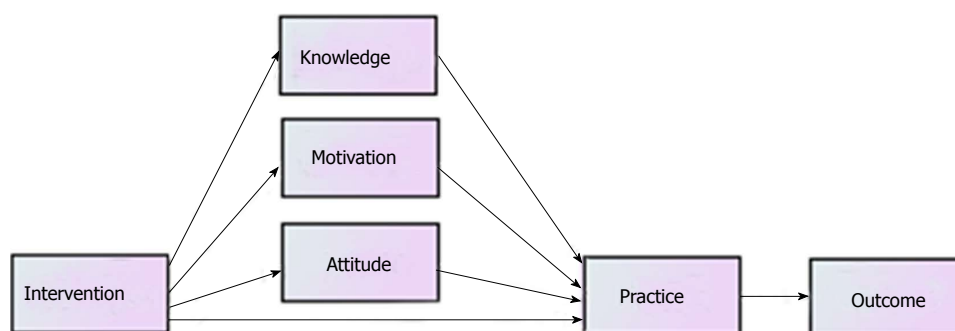 Knowledge
Motivation
Attitude
Intervention
Practice
Outcome